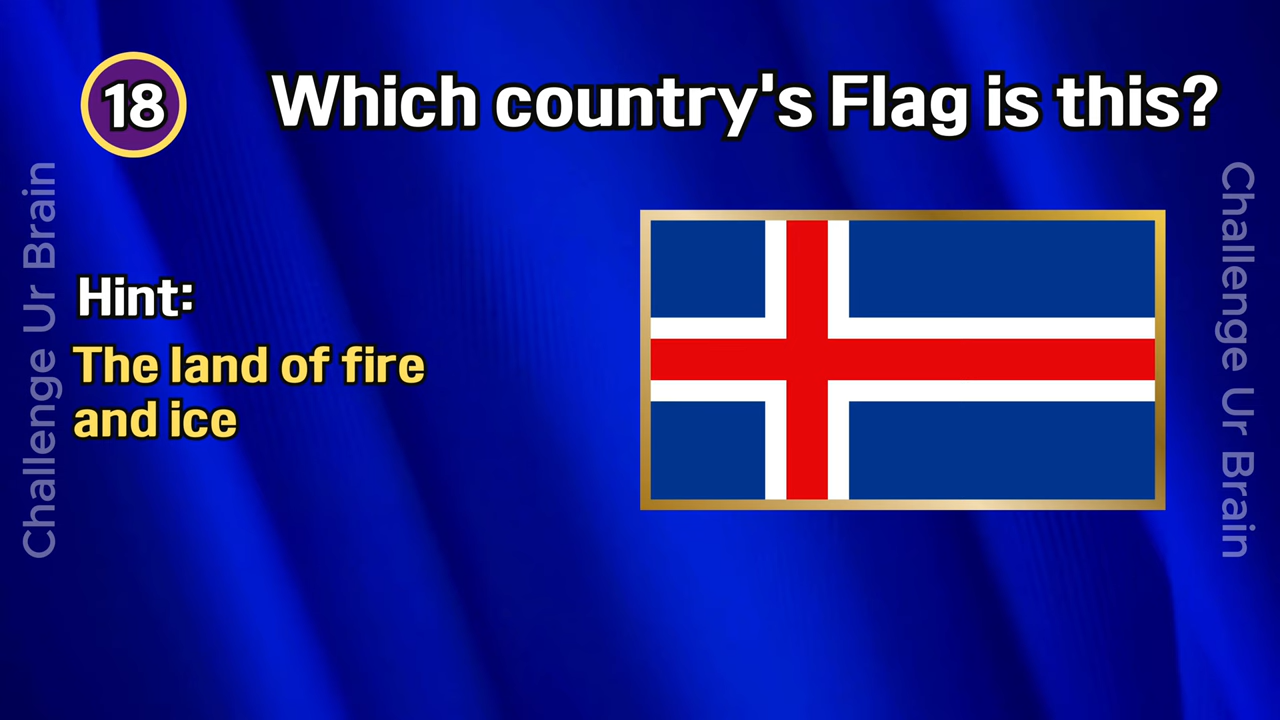 18
Which country's Flag is this?
Challenge Ur Brain
Hint:
The land of fire
and ice
Challenge Ur Brain